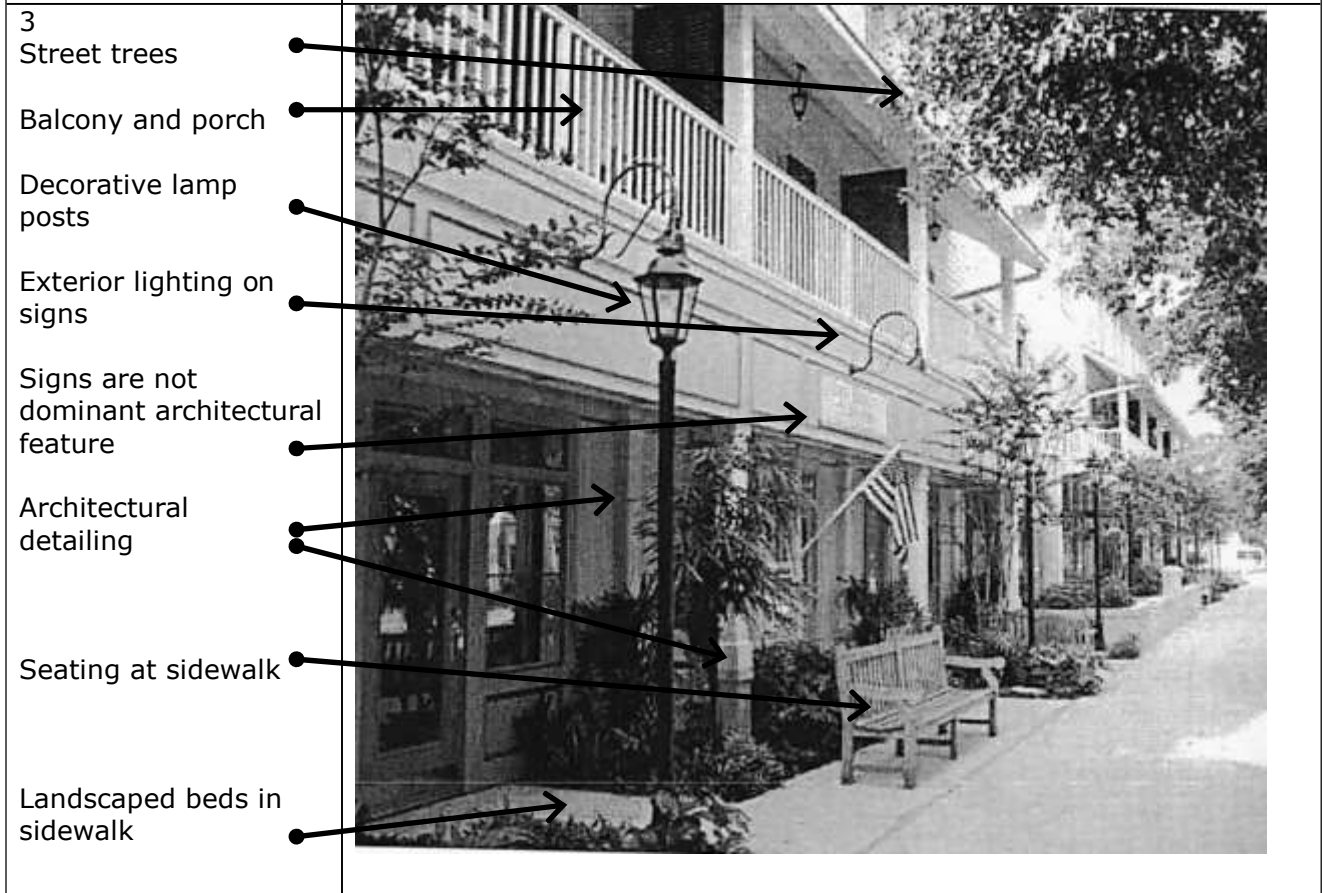 3
Street trees
Balcony and porch
Decorative lamp
posts
Exterior lighting on
signs
Signs are not
dominant architectural
feature
Architectural
detailing
Seating at sidewalk
Landscaped beds in
sidewalk